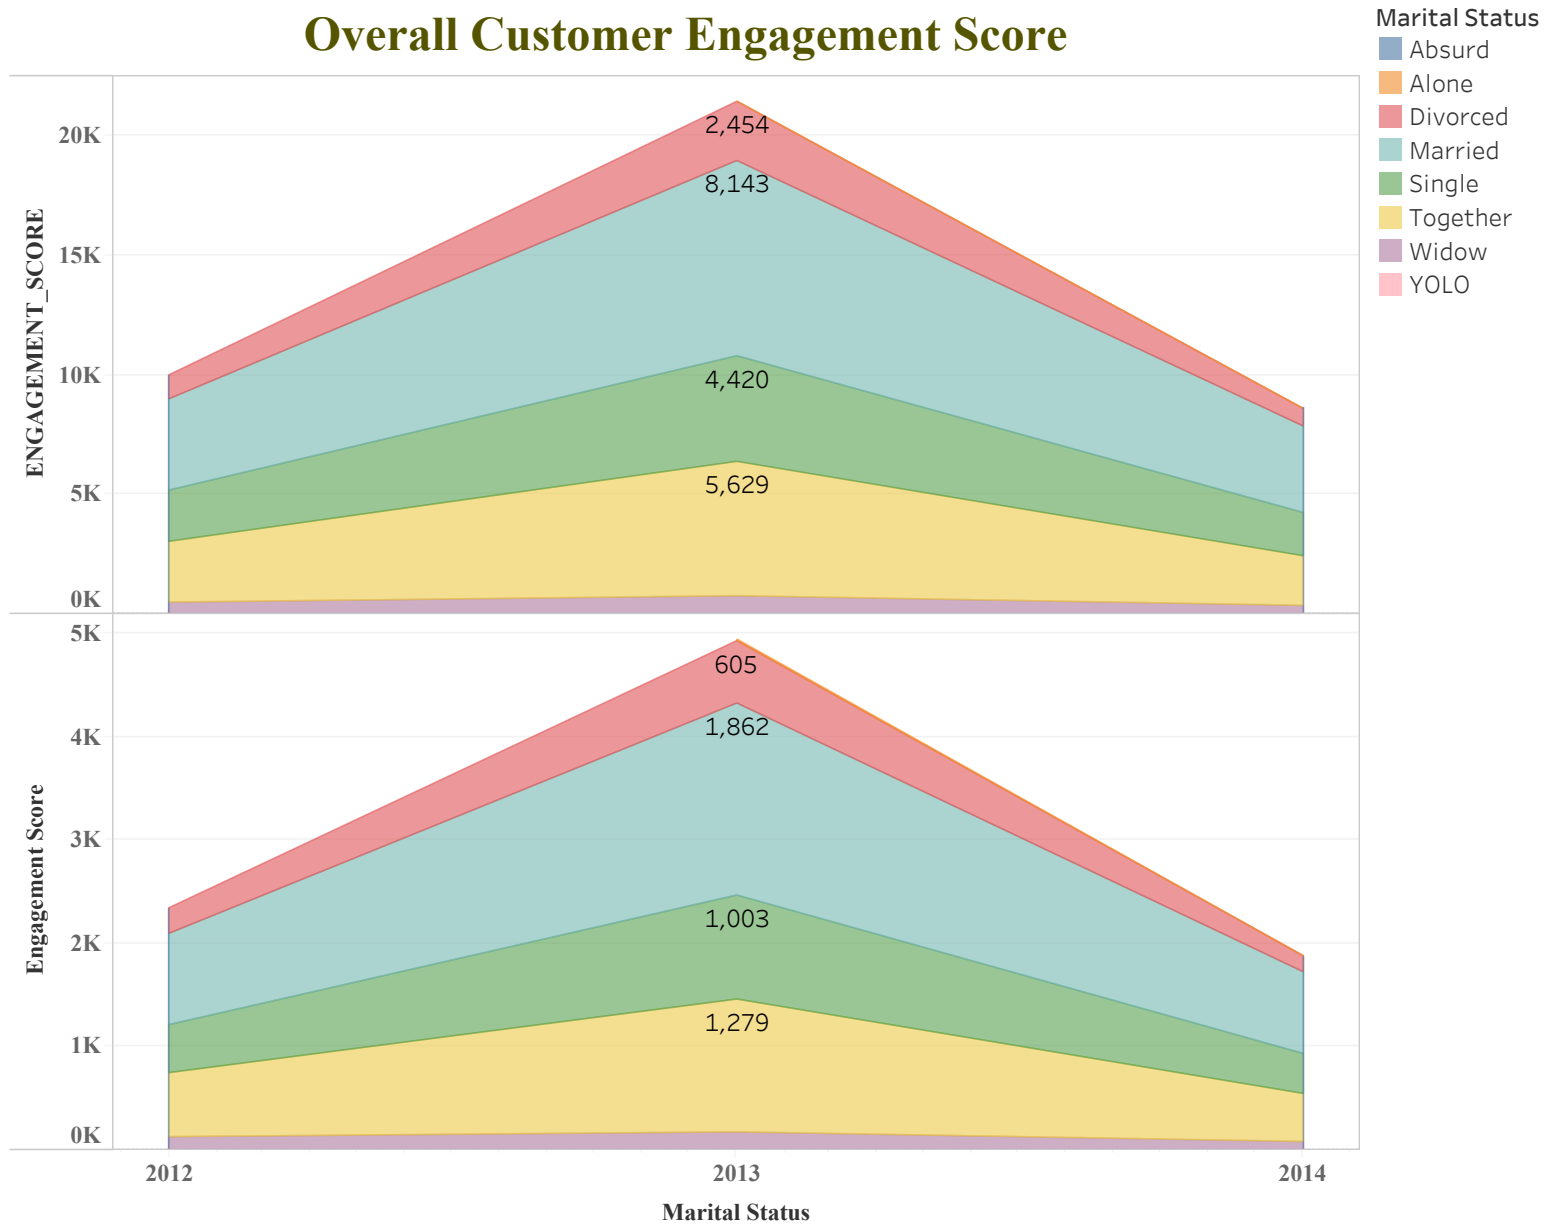 Overall Customer Engagement Score
Marital Status
Absurd
Alone
Divorced
Married
Single
Together
Widow
YOLO
ENGAGEMENT_SCORE
20K
15K
10K
5K
0K
2,454
8,143
4,420
5,629
Engagement Score
5K
4K
3K
2K
1K
0K
605
1,862
1,003
1,279
2012 2013 2014
Marital Status